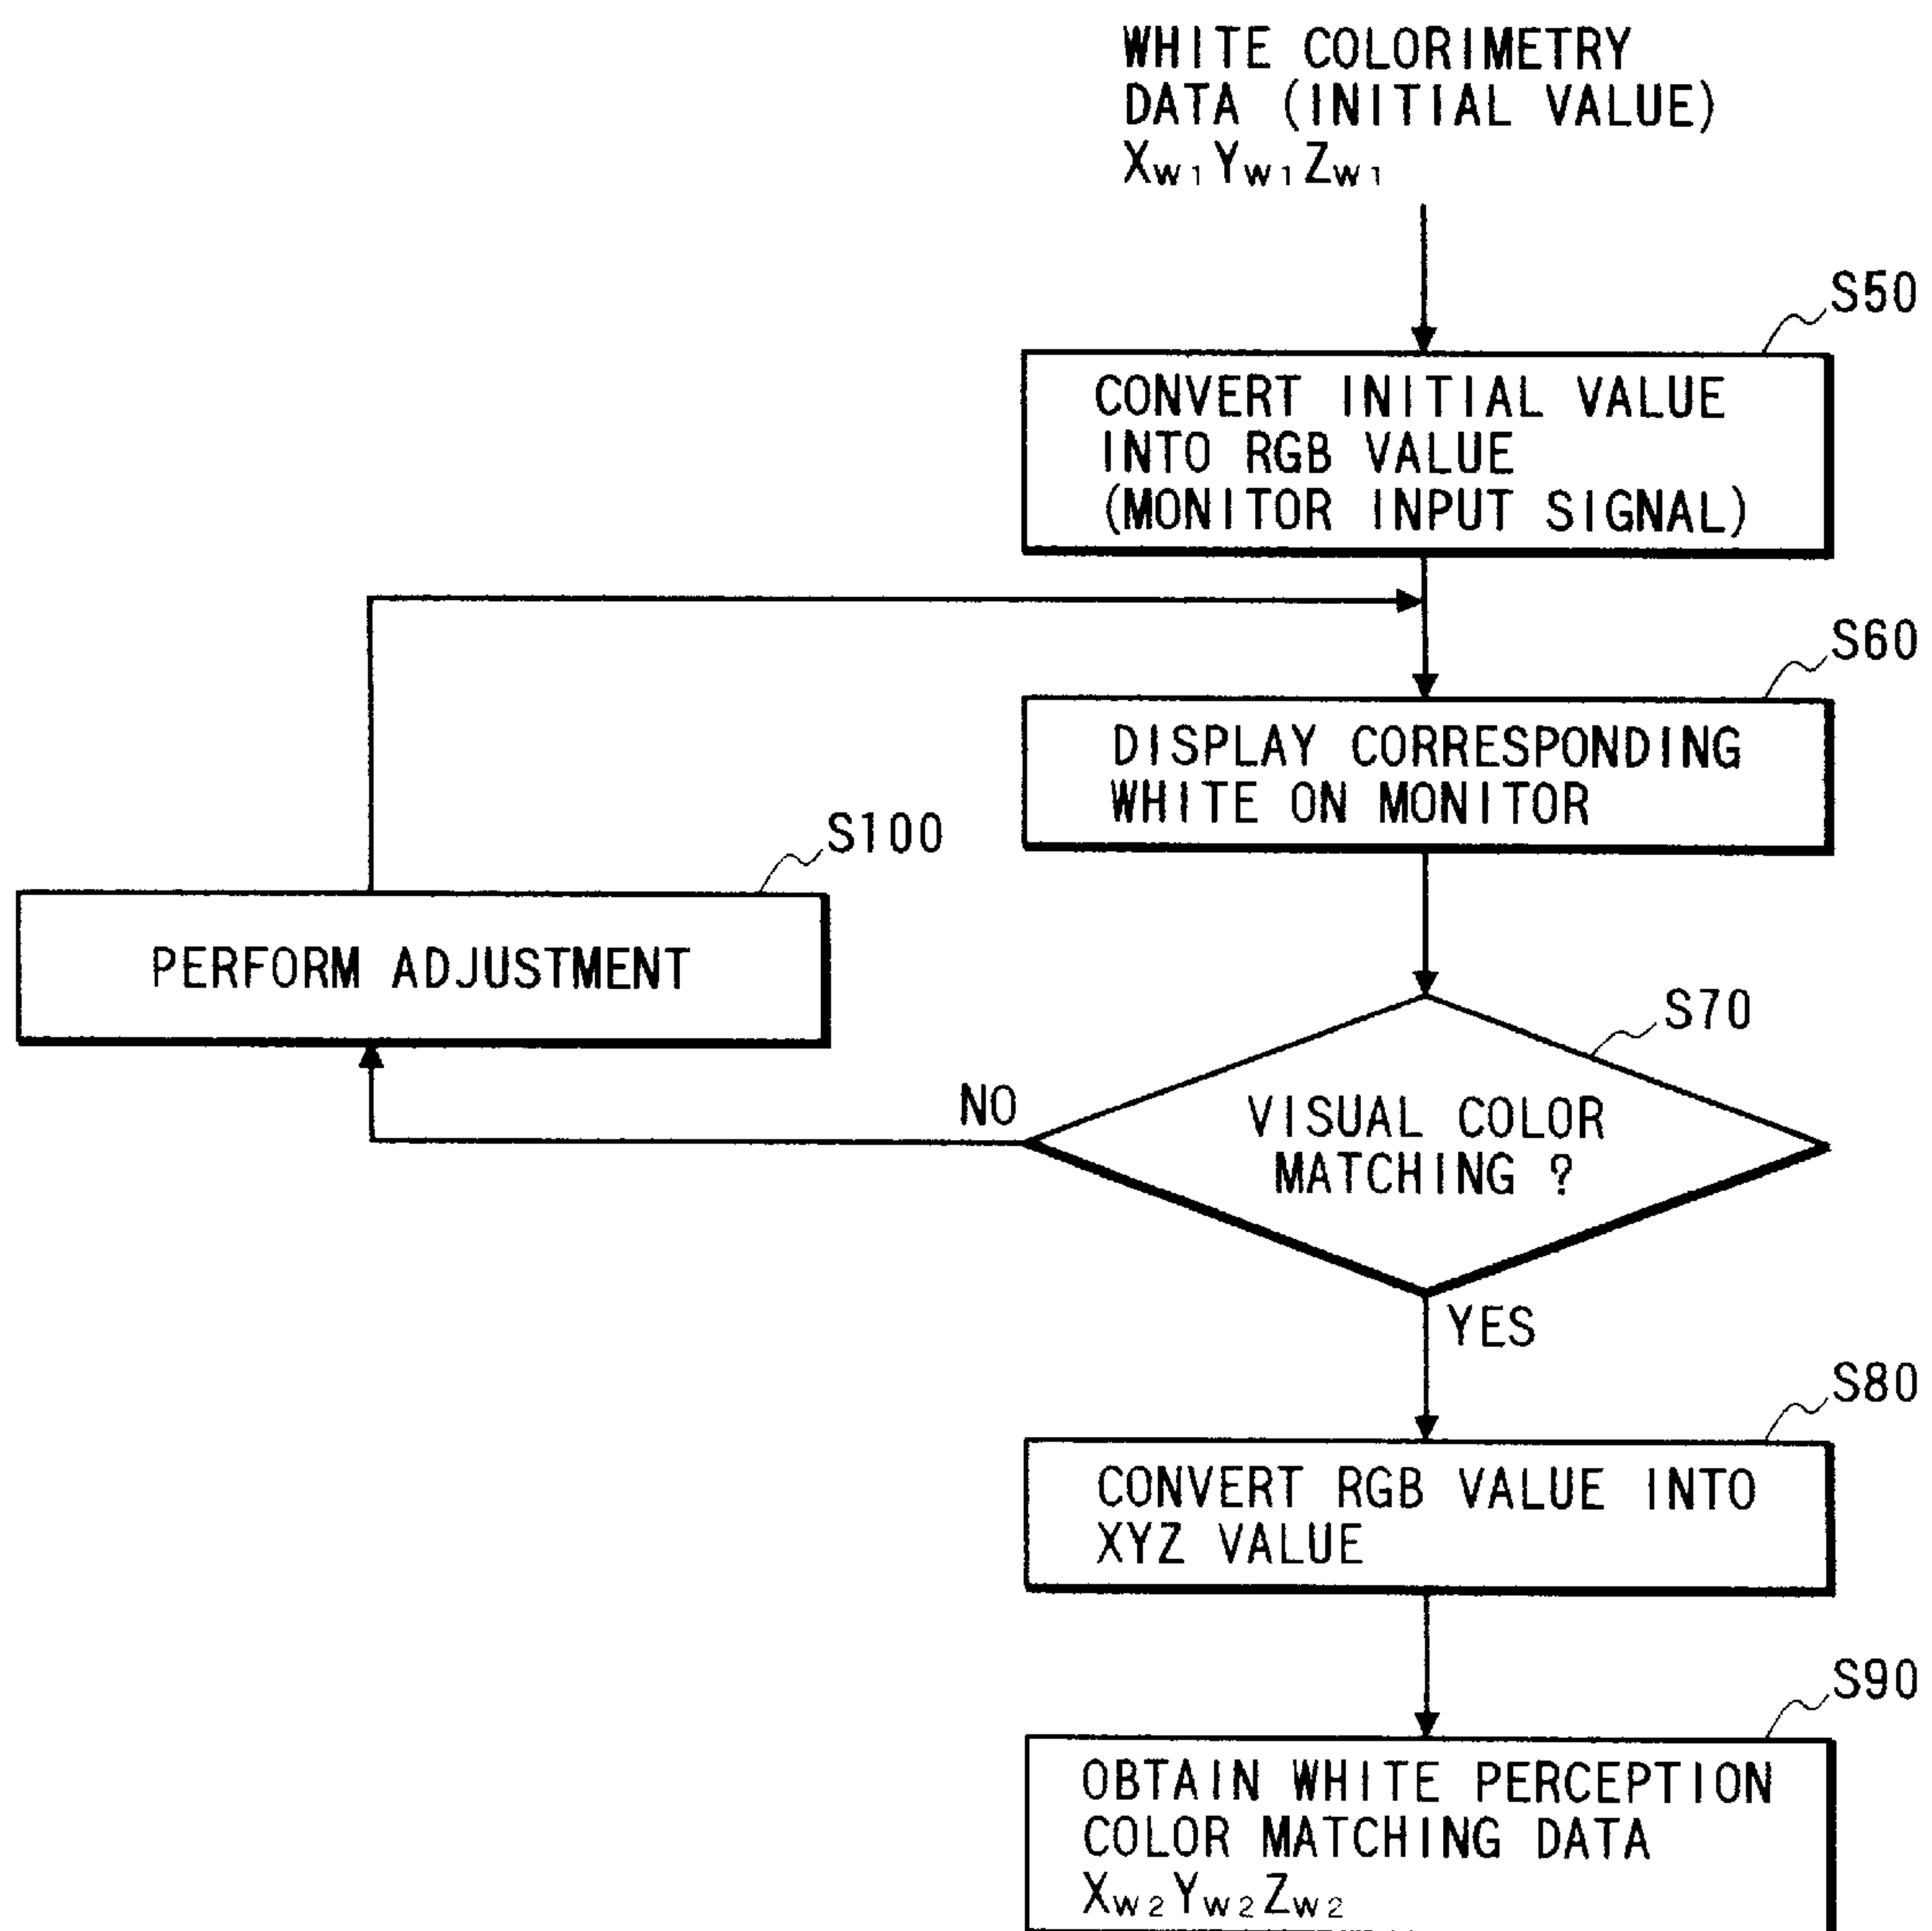 WHITE COLORIMETRY
DATA (INITIAL VALUE)
Xw1Yw1Zw1
S50
CONVERT INITIAL VALUE
INTO RGB VALUE
(MONITOR INPUT SIGNAL)
S60
DISPLAY CORRESPONDING
WHITE ON MONITOR
S100
PERFORM ADJUSTMENT
S70
NO
VISUAL COLOR
MATCHING ?
YES
S80
CONVERT RGB VALUE INTO
XYZ VALUE
S90
OBTAIN WHITE PERCEPTION
COLOR MATCHING DATA
Xw2Yw2Zw2